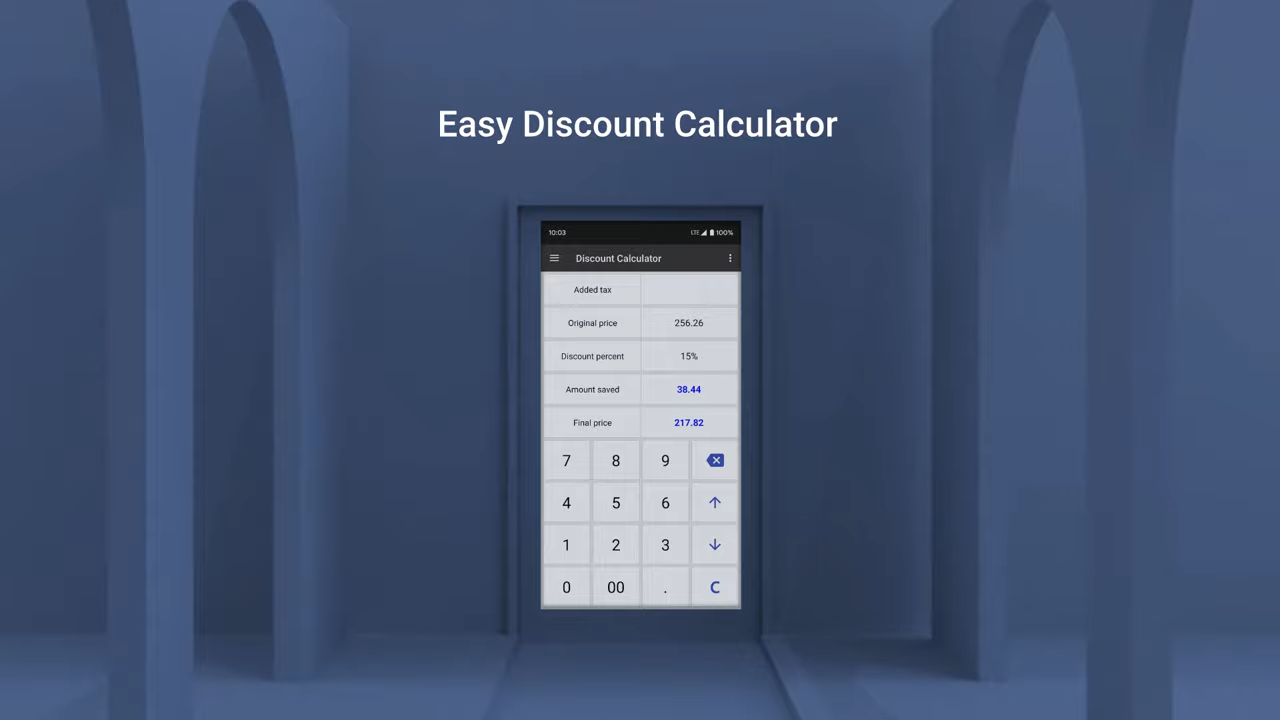 Easy Discount Calculator
10:03 LTE 100%
Discount Calculator
Added tax
Original price 256.26
Discount percent 15%
Amount saved 38.44
Final price 217.82
7 8 9
4 5 6
1 2 3
0 00 . C